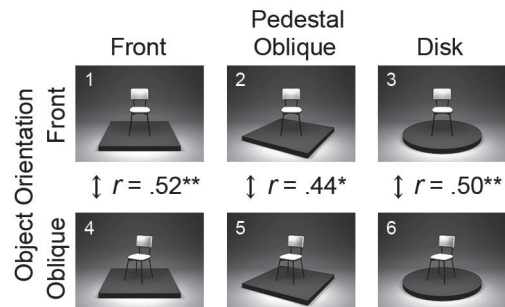 Pedestal
Front Oblique Disk
Object Orientation
Front
1 2 3
↕ r = .52** ↕ r = .44* ↕ r = .50**
Oblique
4 5 6